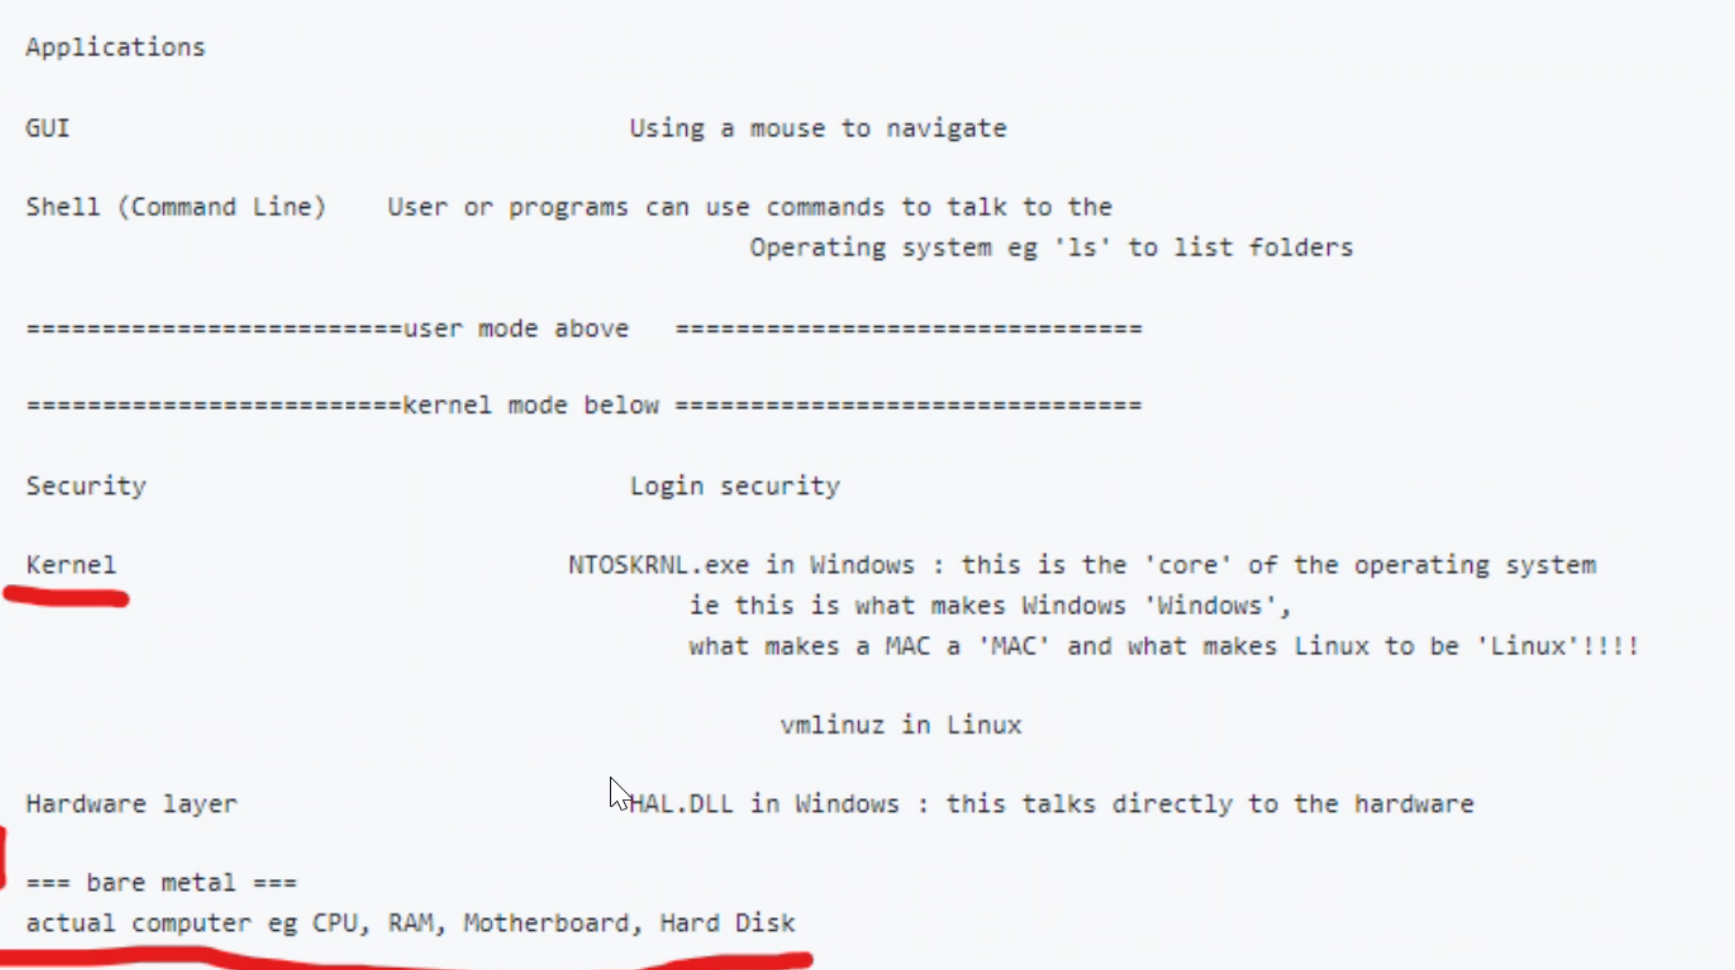 Applications
GUI Using a mouse to navigate
Shell (Command Line) User or programs can use commands to talk to the
Operating system eg 'ls' to list folders
=========================user mode above ===============================
=========================kernel mode below ===============================
Security Login security
Kernel NTOSKRNL.exe in Windows : this is the 'core' of the operating system
ie this is what makes Windows 'Windows',
what makes a MAC a 'MAC' and what makes Linux to be 'Linux'!!!!
vmlinuz in Linux
Hardware layer HAL.DLL in Windows : this talks directly to the hardware
=== bare metal ===
actual computer eg CPU, RAM, Motherboard, Hard Disk